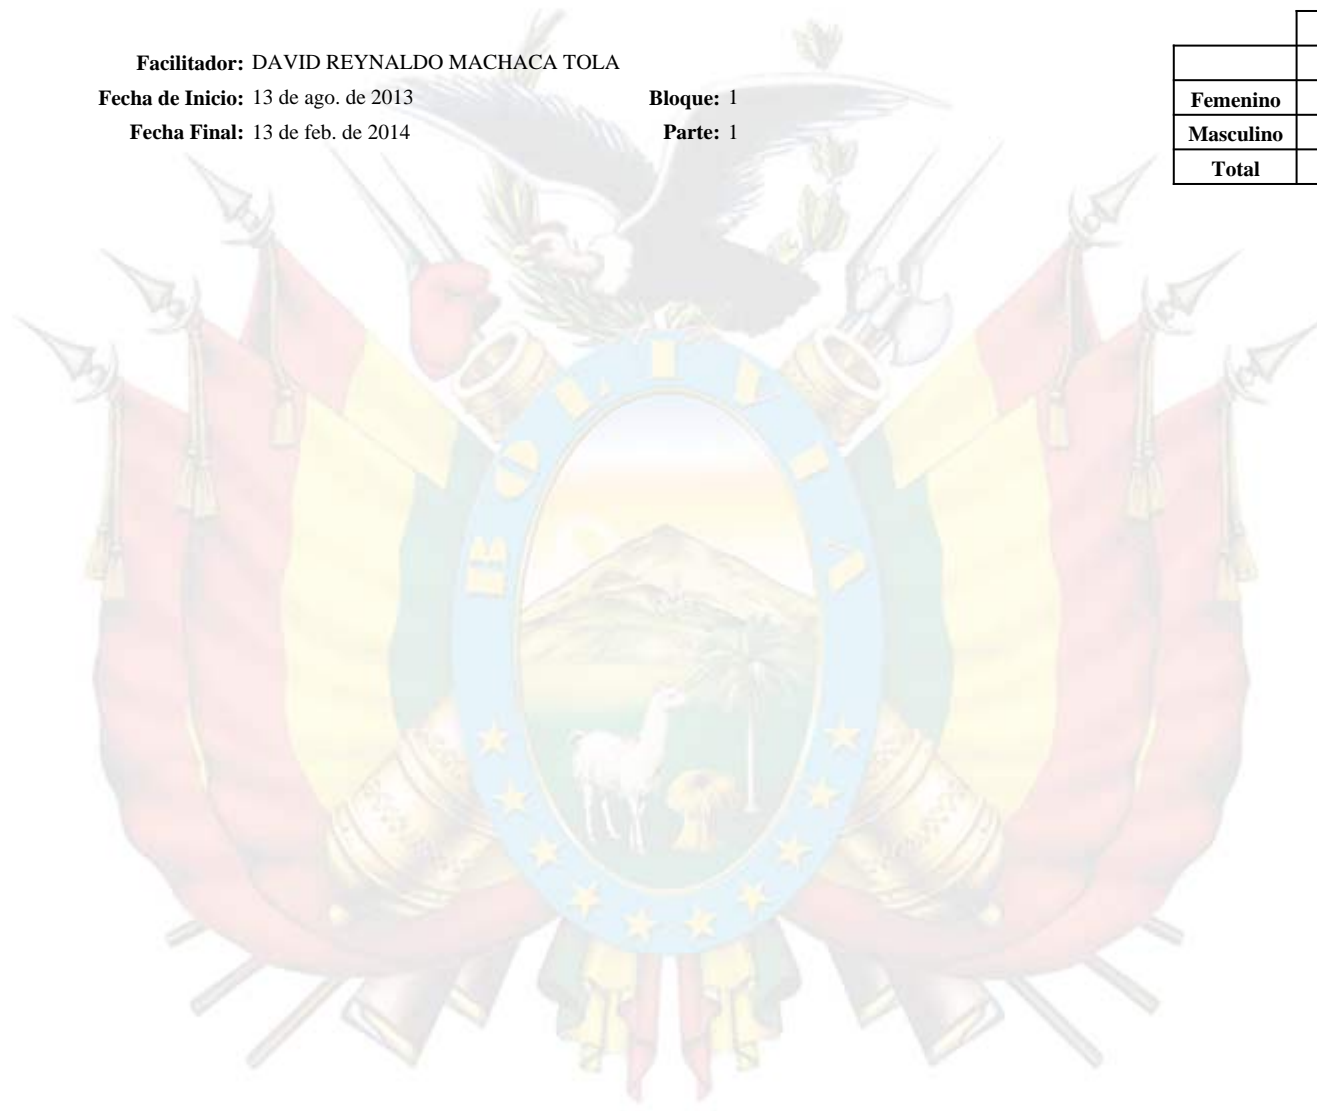 Facilitador: DAVID REYNALDO MACHACA TOLA
Fecha de Inicio: 13 de ago. de 2013 Bloque: 1
Fecha Final: 13 de feb. de 2014 Parte: 1
Femenino
Masculino
Total
BOLIVIA